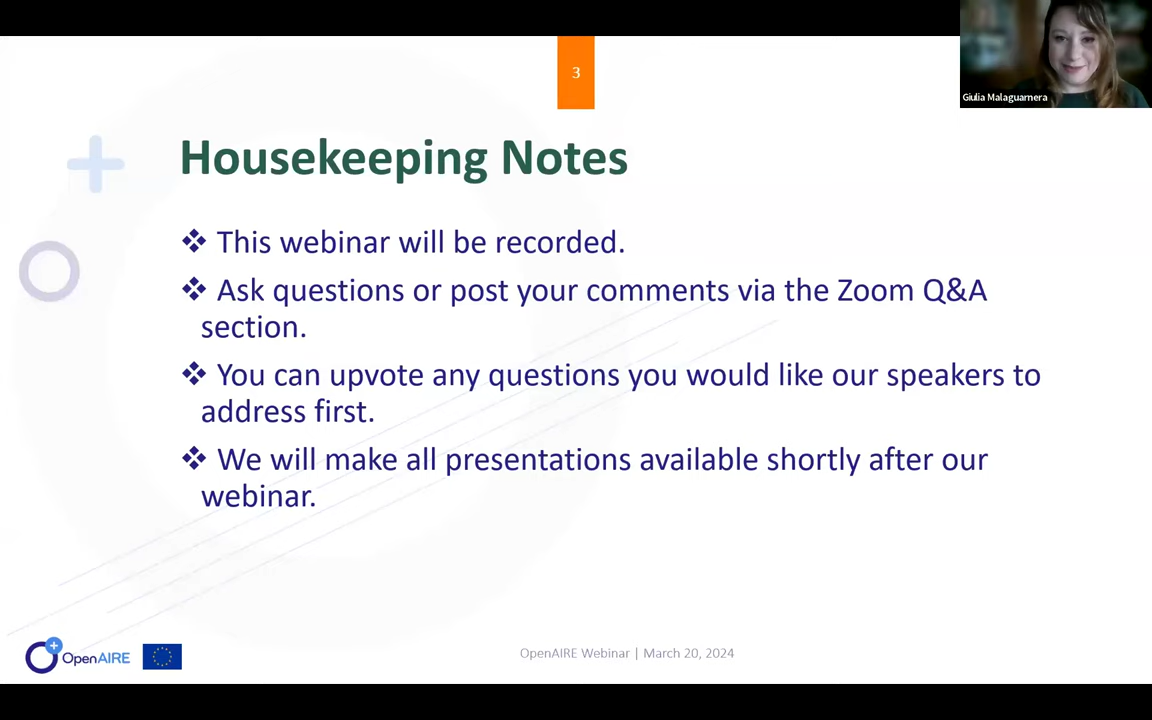 3
Giulia Malaguarnera
Housekeeping Notes
❖ This webinar will be recorded.
❖ Ask questions or post your comments via the Zoom Q&A
section.
❖ You can upvote any questions you would like our speakers to
address first.
❖ We will make all presentations available shortly after our
webinar.
OpenAIRE
OpenAIRE Webinar | March 20, 2024